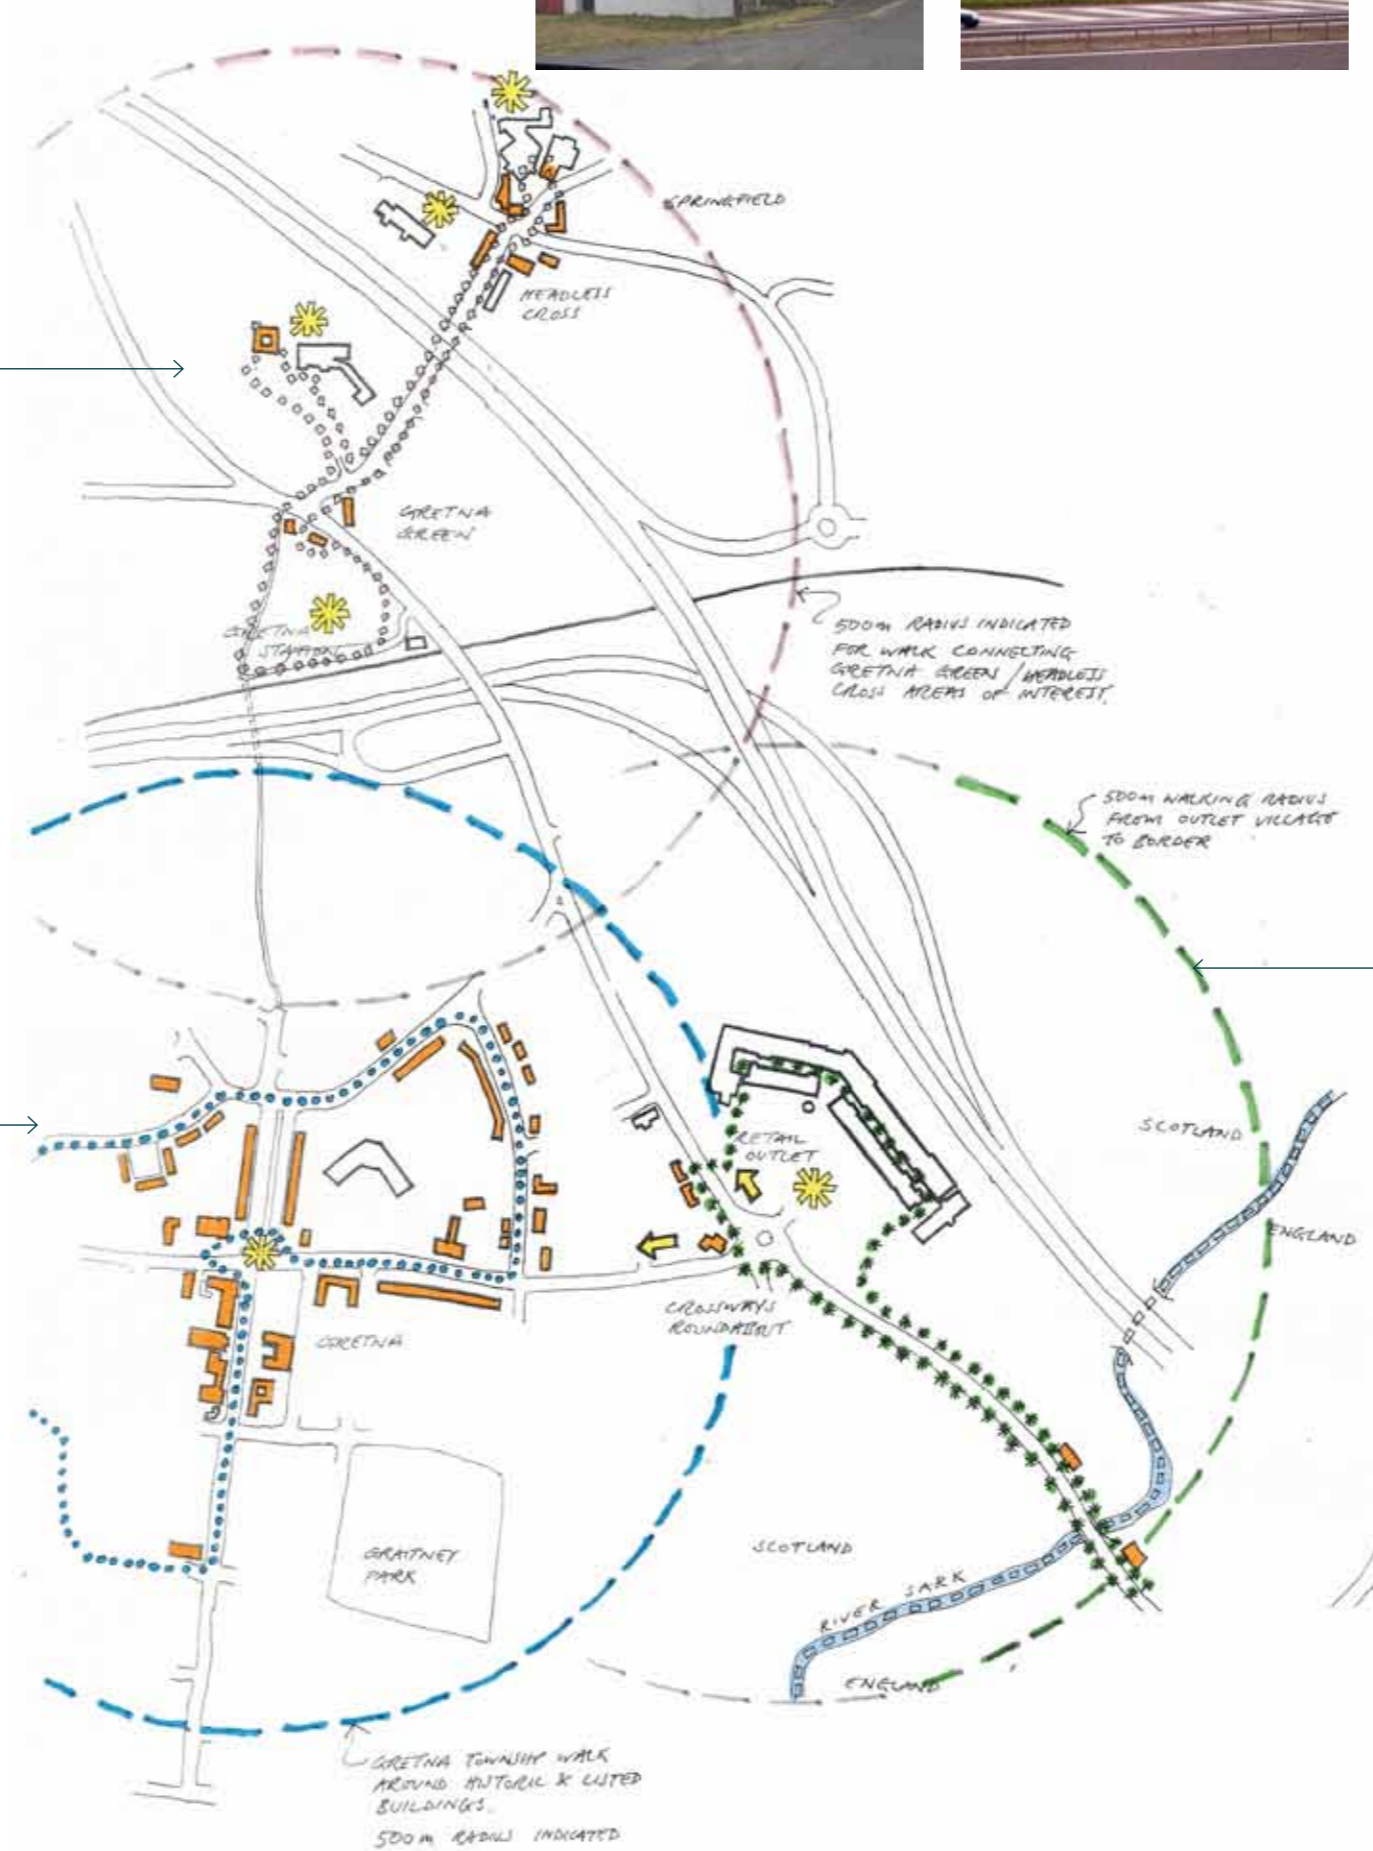 SPRINGFIELD
HEADLESS
CROSS
GRETNA
GREEN
GRETNA
STATION
500m RADIUS INDICATED
FOR WALK CONNECTING
GRETNA GREEN / HEADLESS
CROSS AREAS OF INTEREST.
500m WALKING RADIUS
FROM OUTLET VILLAGE
TO BORDER
SCOTLAND
ENGLAND
RETAIL
OUTLET
CROSSWAYS
ROUNDABOUT
GRETNA
GRAITNEY
PARK
SCOTLAND
RIVER SARK
ENGLAND
GRETNA TOWNSHIP WALK
AROUND HISTORIC & LISTED
BUILDINGS.
500m RADIUS INDICATED